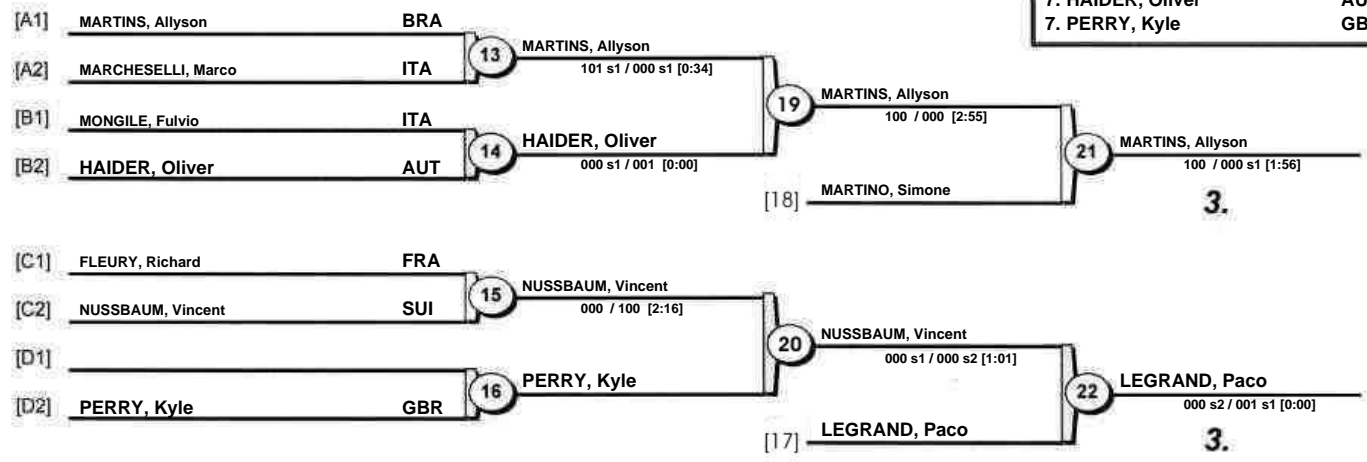 7. HAIDER, Oliver AU
7. PERRY, Kyle GB
[A1] MARTINS, Allyson BRA
13 MARTINS, Allyson
101 s1 / 000 s1 [0:34]
[A2] MARCHESELLI, Marco ITA
19 MARTINS, Allyson
100 / 000 [2:55]
[B1] MONGILE, Fulvio ITA
14 HAIDER, Oliver
000 s1 / 001 [0:00]
21 MARTINS, Allyson
100 / 000 s1 [1:56]
[B2] HAIDER, Oliver AUT
[18] MARTINO, Simone
3.
[C1] FLEURY, Richard FRA
15 NUSSBAUM, Vincent
000 / 100 [2:16]
[C2] NUSSBAUM, Vincent SUI
20 NUSSBAUM, Vincent
000 s1 / 000 s2 [1:01]
[D1]
16 PERRY, Kyle
22 LEGRAND, Paco
000 s2 / 001 s1 [0:00]
[D2] PERRY, Kyle GBR
[17] LEGRAND, Paco
3.